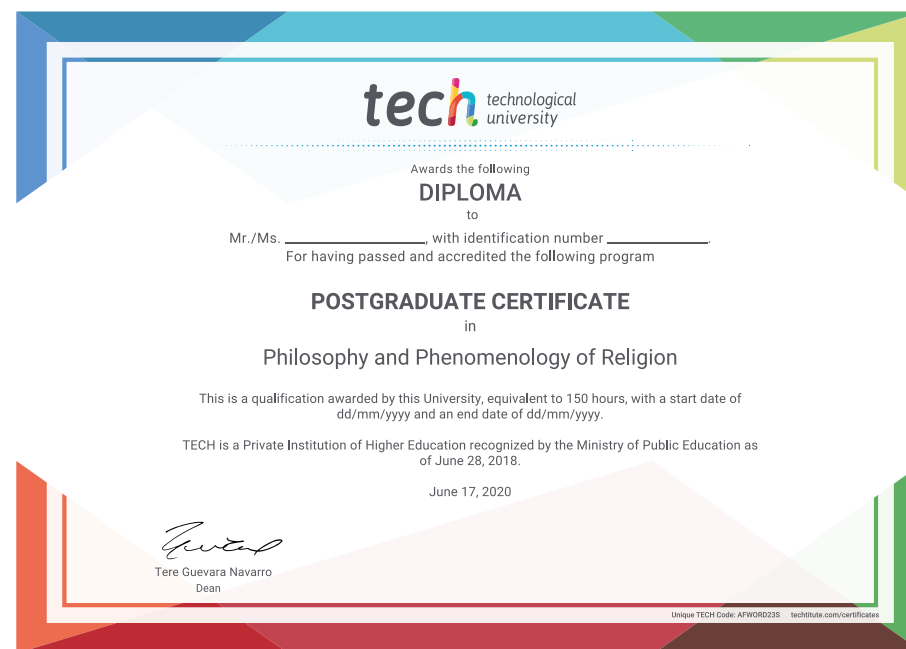 tech technological
university
Awards the following
DIPLOMA
to
Mr./Ms. ____________________, with identification number ______________.
For having passed and accredited the following program
POSTGRADUATE CERTIFICATE
in
Philosophy and Phenomenology of Religion
This is a qualification awarded by this University, equivalent to 150 hours, with a start date of
dd/mm/yyyy and an end date of dd/mm/yyyy.
TECH is a Private Institution of Higher Education recognized by the Ministry of Public Education as
of June 28, 2018.
June 17, 2020
Tere Guevara Navarro
Dean
Unique TECH Code: AFWORD23S techtitute.com/certificates